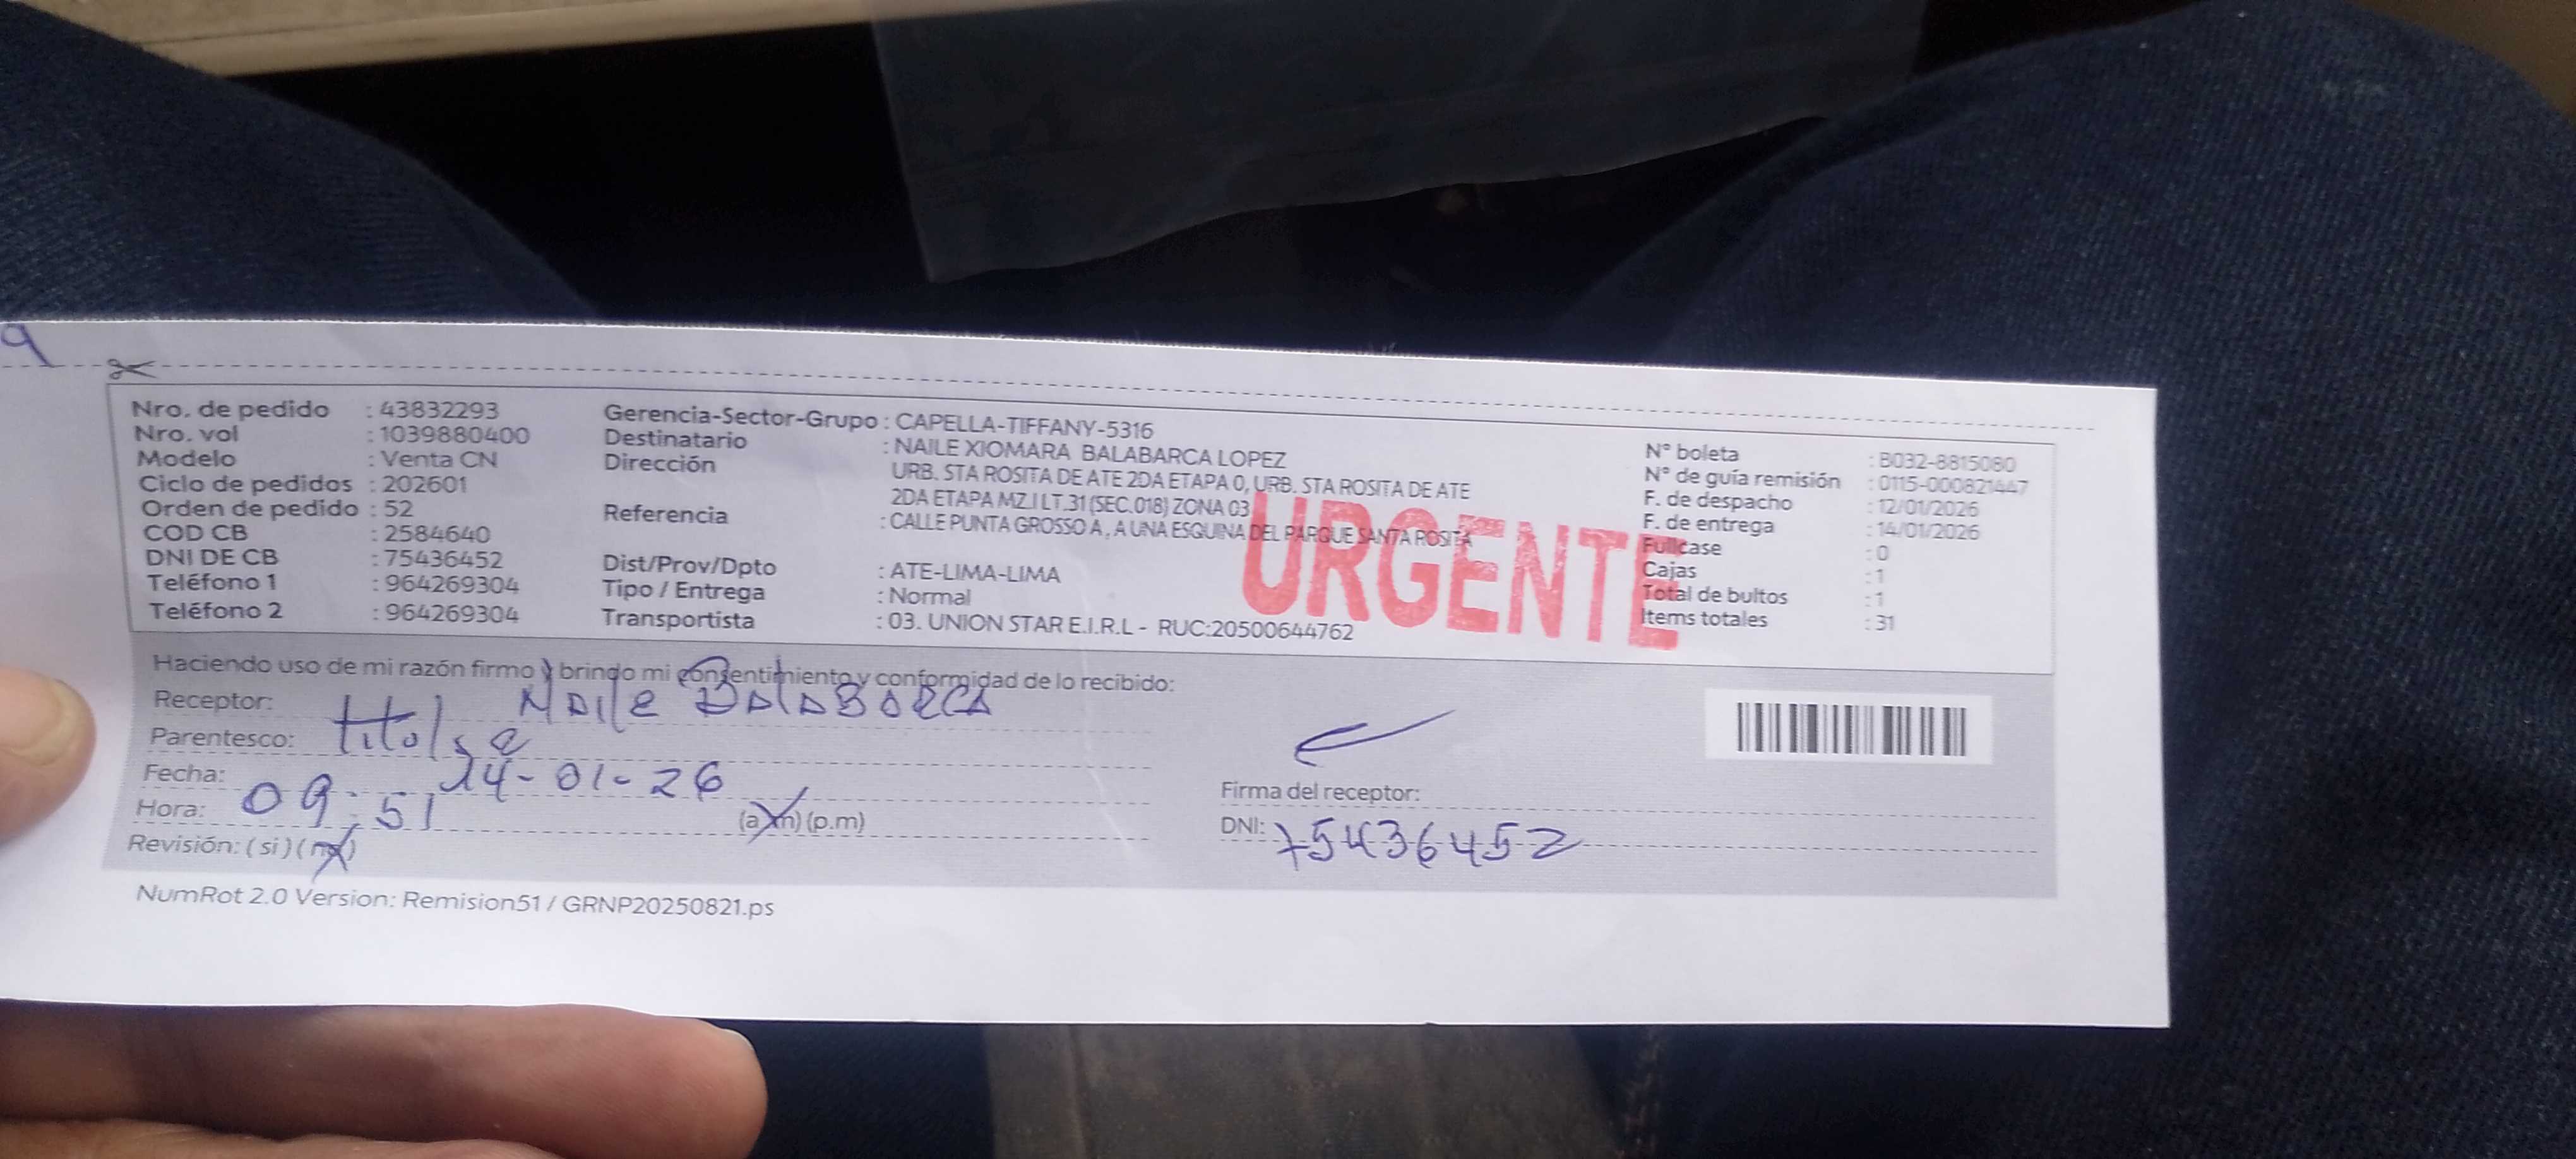 9
Nro. de pedido : 43832293
Nro. vol : 1039880400
Modelo : Venta CN
Ciclo de pedidos : 202601
Orden de pedido : 52
COD CB : 2584640
DNI DE CB : 75436452
Teléfono 1 : 964269304
Teléfono 2 : 964269304
Gerencia-Sector-Grupo : CAPELLA-TIFFANY-5316
Destinatario : NAILE XIOMARA BALABARCA LOPEZ
Dirección URB. STA ROSITA DE ATE 2DA ETAPA 0, URB. STA ROSITA DE ATE
2DA ETAPA MZ.I LT.31 (SEC.018) ZONA 03
Referencia : CALLE PUNTA GROSSO A , A UNA ESQUINA DEL PARQUE SANTA ROSITA
Dist/Prov/Dpto : ATE-LIMA-LIMA
Tipo / Entrega : Normal
Transportista : 03. UNION STAR E.I.R.L - RUC:20500644762
URGENTE
N° boleta : B032-8815080
N° de guía remisión : 0115-000821447
F. de despacho : 12/01/2026
F. de entrega : 14/01/2026
Fullcase : 0
Cajas : 1
Total de bultos : 1
Items totales : 31
Haciendo uso de mi razón firmo y brindo mi consentimiento y conformidad de lo recibido:
Receptor: NAILE BALABARCA
Parentesco:
Fecha: 14-01-26
Hora: 09:51 (a.m) (p.m)
Revisión: ( si ) ( no )
Firma del receptor:
DNI: 75436452
NumRot 2.0 Version: Remision51 / GRNP20250821.ps